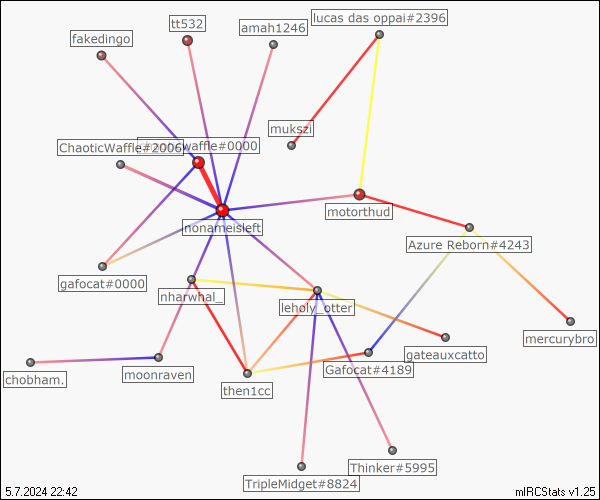 lucas das oppai#2396
tt532
amah1246
fakedingo
mukszi
waffle#0000
ChaoticWaffle#2006
motorthud
nonameisleft
Azure Reborn#4243
gafocat#0000
nharwhal_
leholy_otter
mercurybro
gateauxcatto
Gafocat#4189
moonraven
chobham.
then1cc
Thinker#5995
TripleMidget#8824
5.7.2024 22:42
mIRCStats v1.25